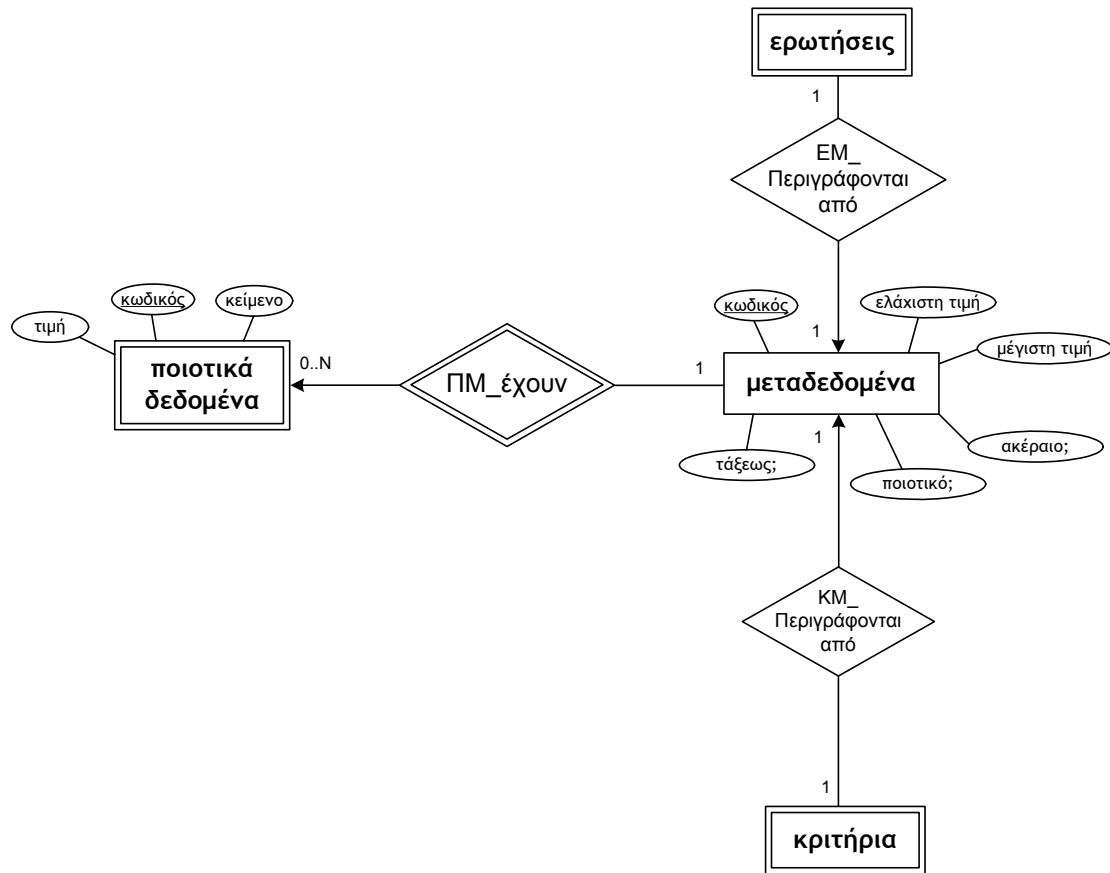 ερωτήσεις
1
ΕΜ_
Περιγράφονται
από
1
κωδικός
ελάχιστη τιμή
μέγιστη τιμή
ακέραιο;
ποιοτικό;
τάξεως;
μεταδεδομένα
1
ΠΜ_έχουν
0..N
τιμή
κωδικός
κείμενο
ποιοτικά
δεδομένα
1
ΚΜ_
Περιγράφονται
από
1
κριτήρια